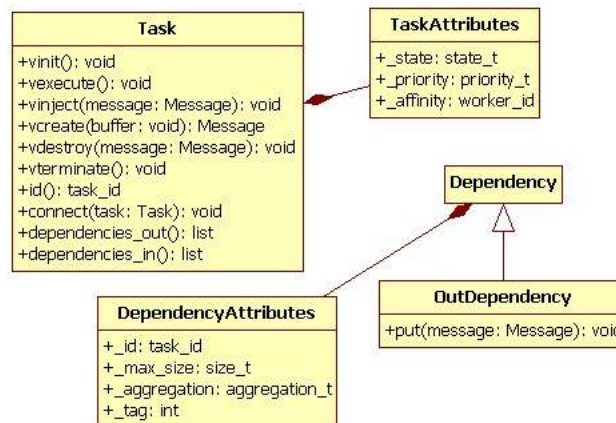 Task
+vinit(): void
+vexecute(): void
+vinject(message: Message): void
+vcreate(buffer: void): Message
+vdestroy(message: Message): void
+vterminate(): void
+id(): task_id
+connect(task: Task): void
+dependencies_out(): list
+dependencies_in(): list
TaskAttributes
+_state: state_t
+_priority: priority_t
+_affinity: worker_id
Dependency
DependencyAttributes
+_id: task_id
+_max_size: size_t
+_aggregation: aggregation_t
+_tag: int
OutDependency
+put(message: Message): void